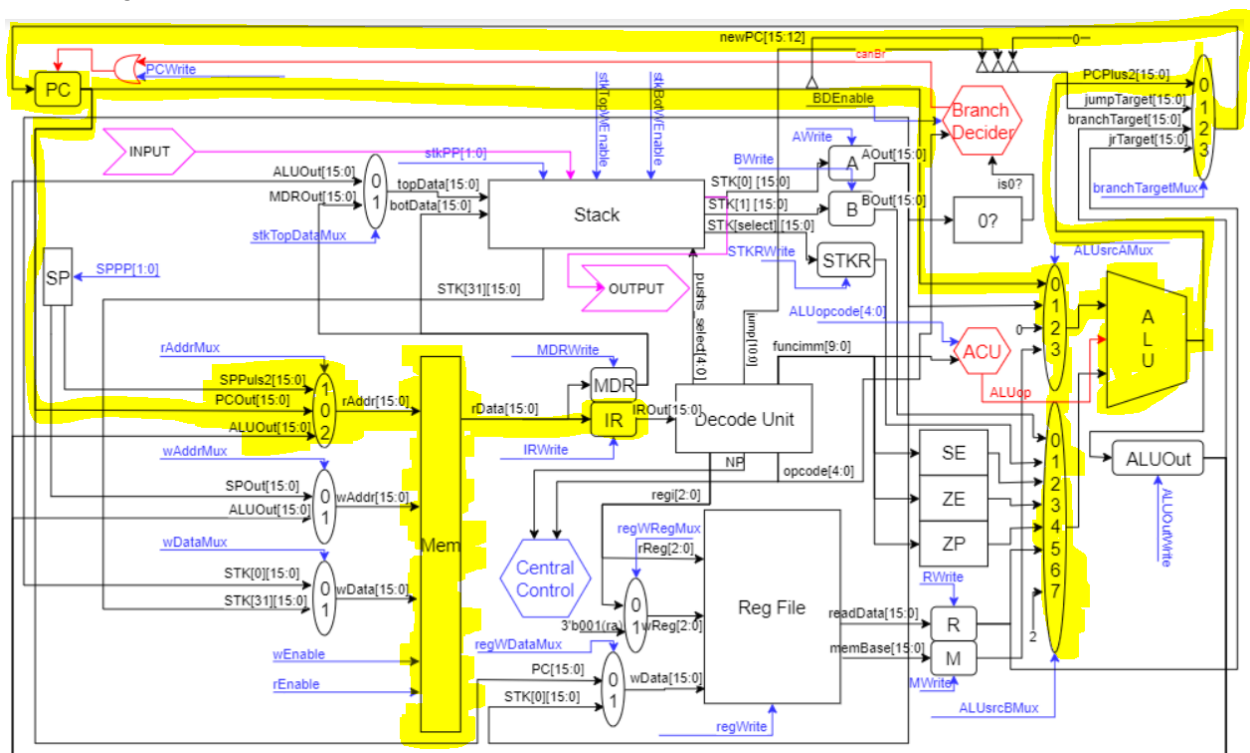 newPC[15:12]
0
canBr
PCWrite
PC
PCPlus2[15:0]
0
jumpTarget[15:0]
1
branchTarget[15:0]
2
jrTarget[15:0]
3
branchTargetMux
BDEnable
Branch
Decider
stkTopWEnable
stkBotWEnable
INPUT
stkPP[1:0]
AWrite
A
AOut[15:0]
BWrite
B
BOut[15:0]
is0?
0?
ALUOut[15:0]
MDROut[15:0]
0
1
topData[15:0]
botData[15:0]
stkTopDataMux
Stack
STK[0] [15:0]
STK[1] [15:0]
STK[select] [15:0]
STKRWrite
STKR
ALUsrcAMux
SP
SPPP[1:0]
STK[31][15:0]
OUTPUT
pushs_select[4:0]
jump[10:0]
ALUopcode[4:0]
0
1
0
2
3
A
L
U
rAddrMux
MDRWrite
funcimm[9:0]
ACU
ALUop
SPPuls2[15:0]
1
PCOut[15:0]
0
rAddr[15:0]
ALUOut[15:0]
2
rData[15:0]
MDR
IR
IROut[15:0]
Decode Unit
IRWrite
wAddrMux
NP
opcode[4:0]
SE
ZE
ZP
0
1
2
3
4
5
6
7
2
ALUOut
ALUOutWrite
SPOut[15:0]
0
wAddr[15:0]
ALUOut[15:0]
1
regi[2:0]
wDataMux
Mem
regWRegMux
rReg[2:0]
Central
Control
STK[0][15:0]
0
wData[15:0]
STK[31][15:0]
1
0
3'b001(ra)
1
wReg[2:0]
Reg File
RWrite
readData[15:0]
R
memBase[15:0]
M
MWrite
wEnable
rEnable
regWDataMux
PC[15:0]
0
wData[15:0]
STK[0][15:0]
1
regWrite
ALUsrcBMux